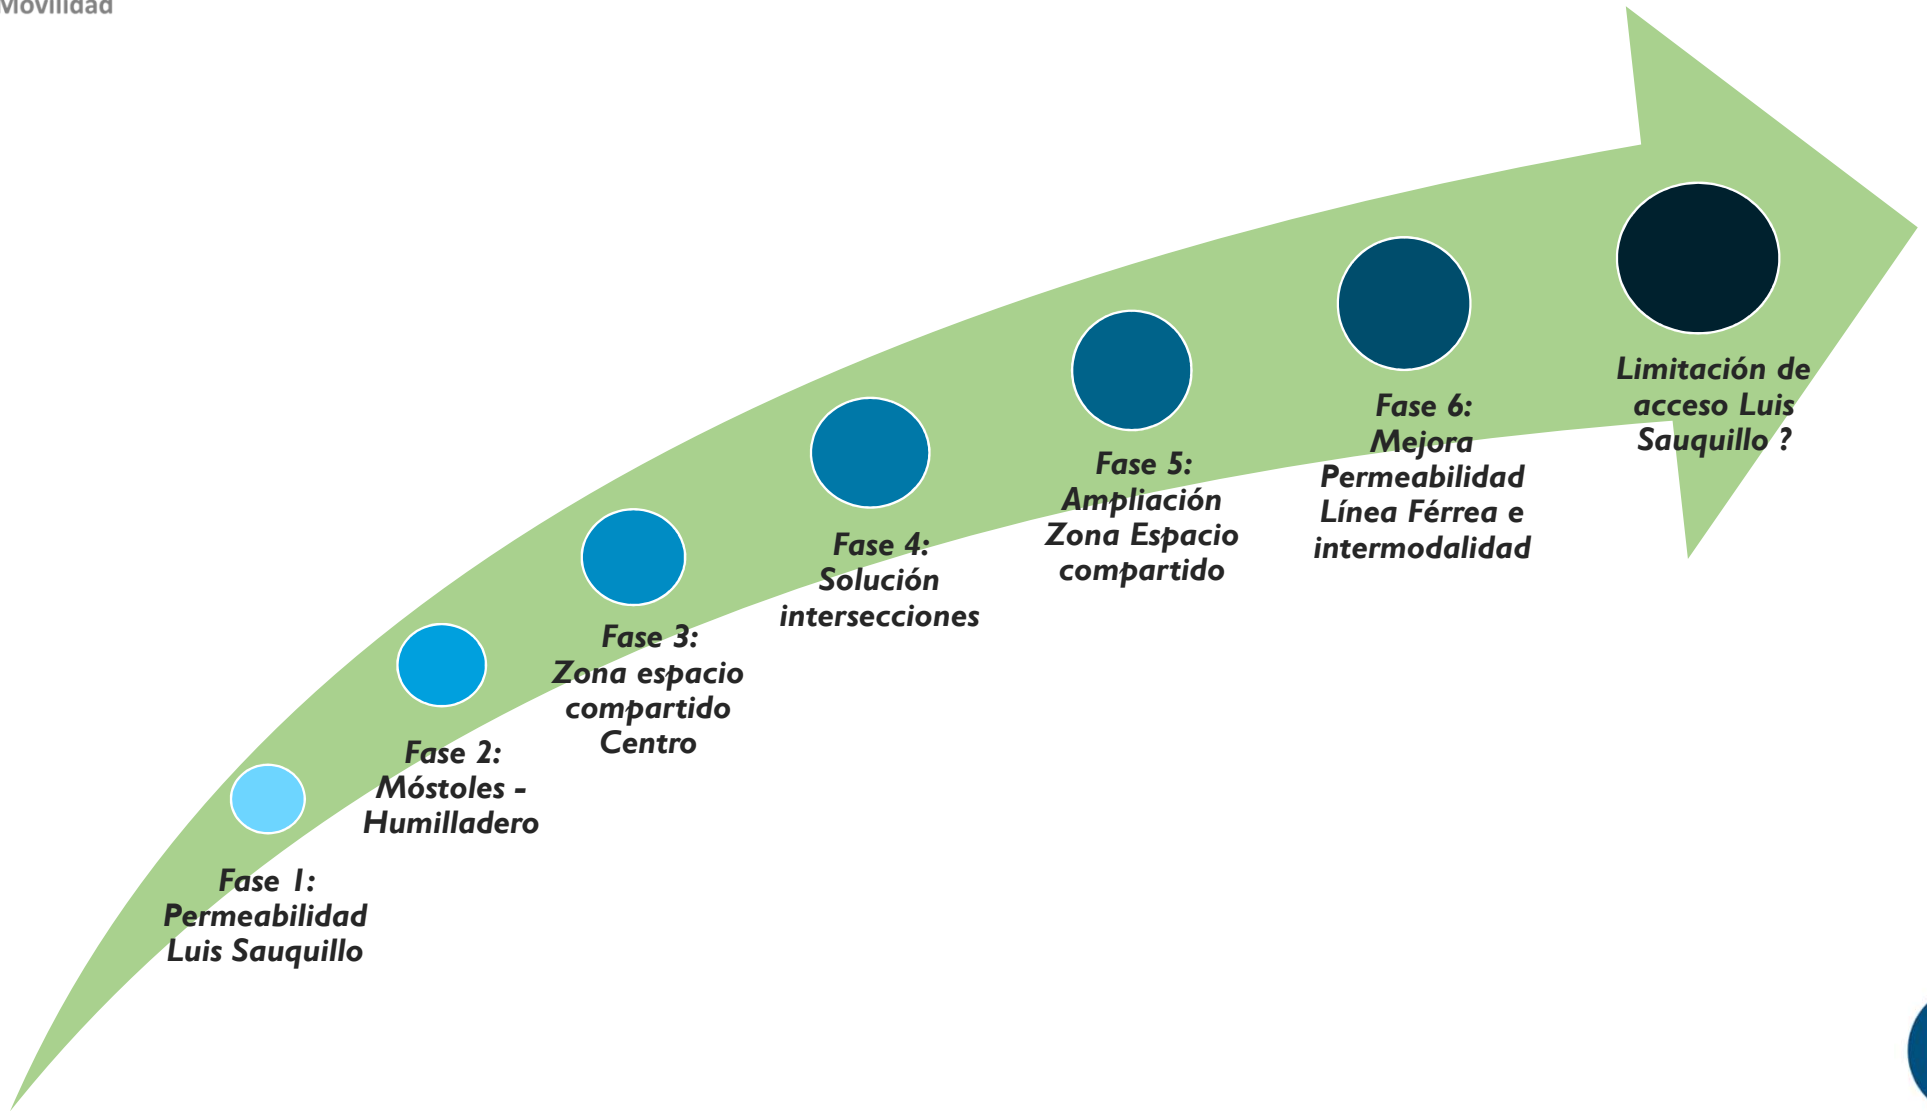 Movilidad
Fase 1:
Permeabilidad
Luis Sauquillo
Fase 2:
Móstoles -
Humilladero
Fase 3:
Zona espacio
compartido
Centro
Fase 4:
Solución
intersecciones
Fase 5:
Ampliación
Zona Espacio
compartido
Fase 6:
Mejora
Permeabilidad
Línea Férrea e
intermodalidad
Limitación de
acceso Luis
Sauquillo ?